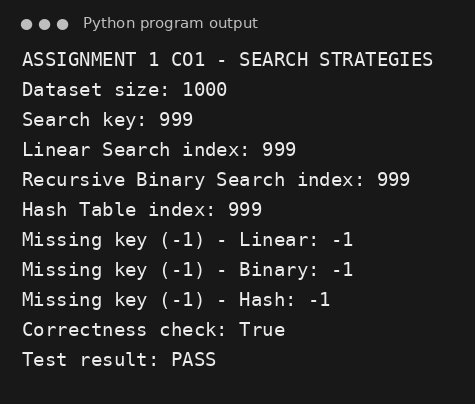 Python program output
ASSIGNMENT 1 CO1 - SEARCH STRATEGIES
Dataset size: 1000
Search key: 999
Linear Search index: 999
Recursive Binary Search index: 999
Hash Table index: 999
Missing key (-1) - Linear: -1
Missing key (-1) - Binary: -1
Missing key (-1) - Hash: -1
Correctness check: True
Test result: PASS